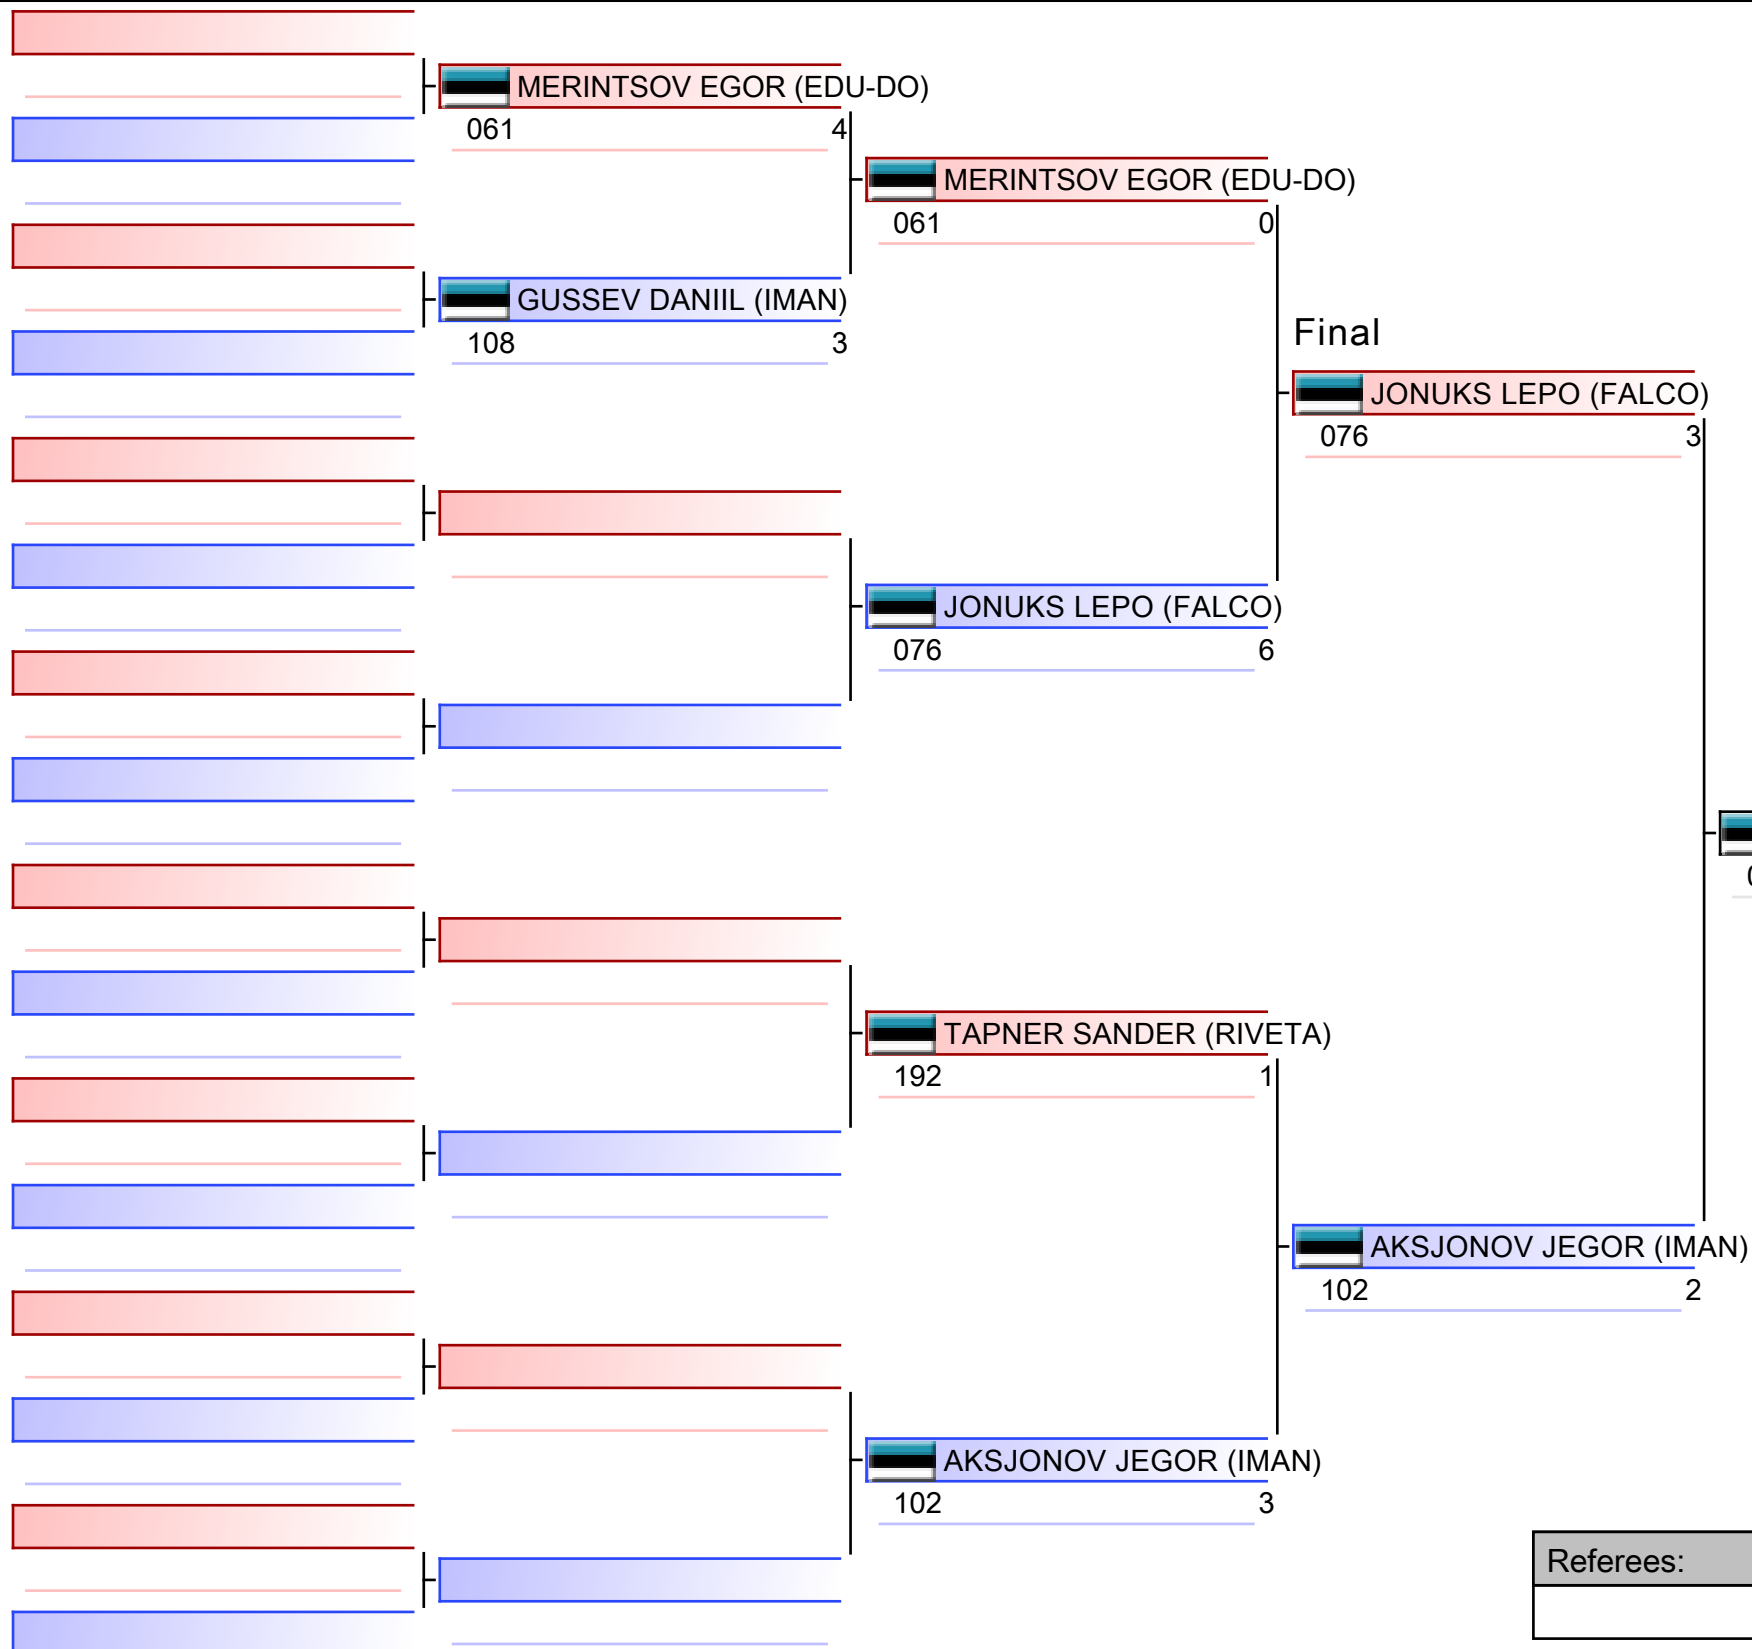 MERINTSOV EGOR (EDU-DO)
061 4
MERINTSOV EGOR (EDU-DO)
061 0
GUSSEV DANIIL (IMAN)
108 3
Final
JONUKS LEPO (FALCO)
076 3
JONUKS LEPO (FALCO)
076 6
TAPNER SANDER (RIVETA)
192 1
AKSJONOV JEGOR (IMAN)
102 2
AKSJONOV JEGOR (IMAN)
102 3
Referees: